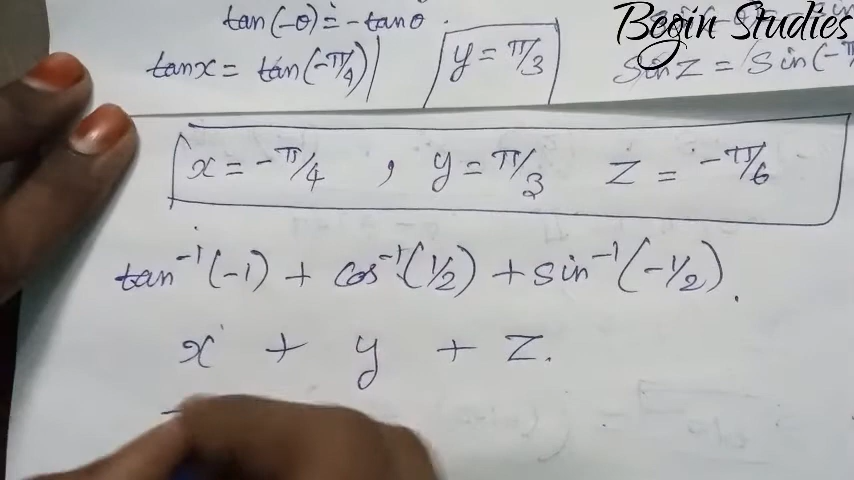 tan(-θ) = -tanθ.
Begin Studies
tanx = tan(-π/4)
y = π/3
Sin z = Sin(-π
x = -π/4 , y = π/3 z = -π/6
tan⁻¹(-1) + cos⁻¹(1/2) + sin⁻¹(-1/2).
x + y + z.